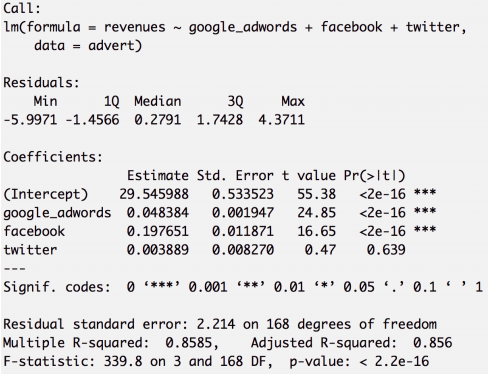 Call:
lm(formula = revenues ~ google_adwords + facebook + twitter,
    data = advert)

Residuals:
    Min      1Q  Median      3Q     Max
-5.9971 -1.4566  0.2791  1.7428  4.3711

Coefficients:
                Estimate Std. Error t value Pr(>|t|)
(Intercept)    29.545988   0.533523   55.38   <2e-16 ***
google_adwords  0.048384   0.001947   24.85   <2e-16 ***
facebook        0.197651   0.011871   16.65   <2e-16 ***
twitter         0.003889   0.008270    0.47    0.639
---
Signif. codes:  0 ‘***’ 0.001 ‘**’ 0.01 ‘*’ 0.05 ‘.’ 0.1 ‘ ’ 1

Residual standard error: 2.214 on 168 degrees of freedom
Multiple R-squared:  0.8585,    Adjusted R-squared:  0.856
F-statistic: 339.8 on 3 and 168 DF,  p-value: < 2.2e-16